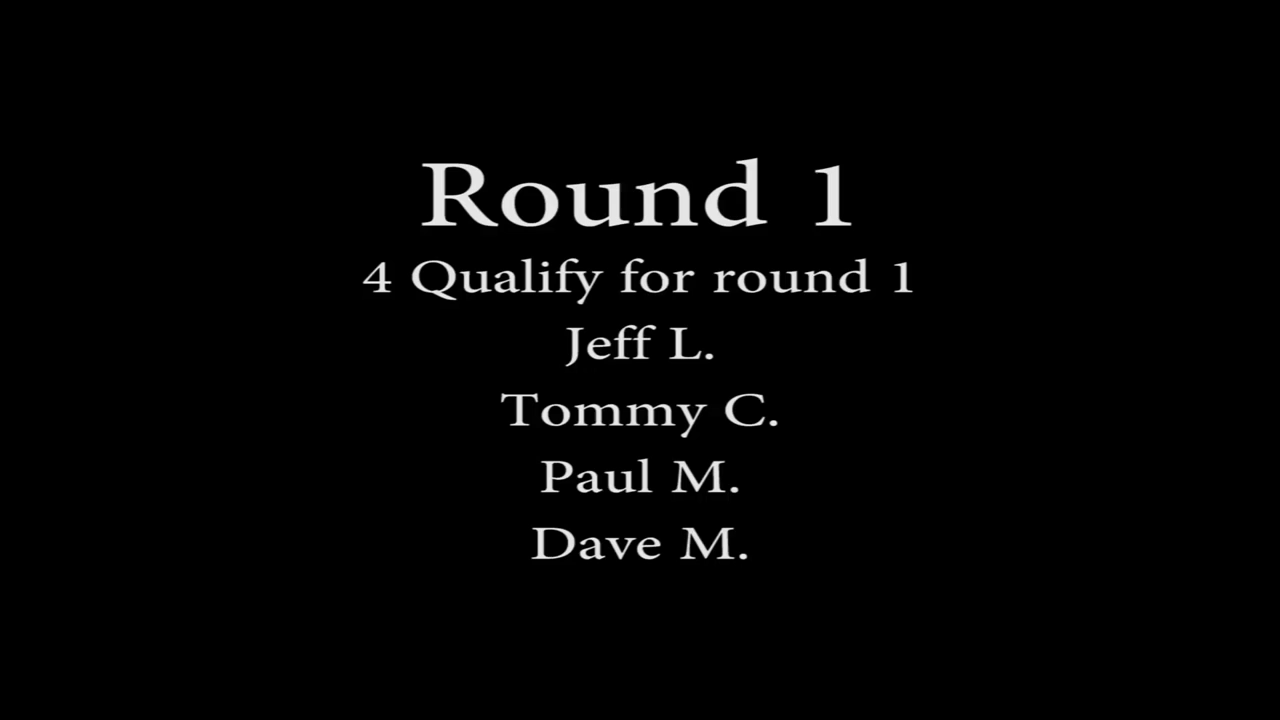 Round 1
4 Qualify for round 1
Jeff L.
Tommy C.
Paul M.
Dave M.